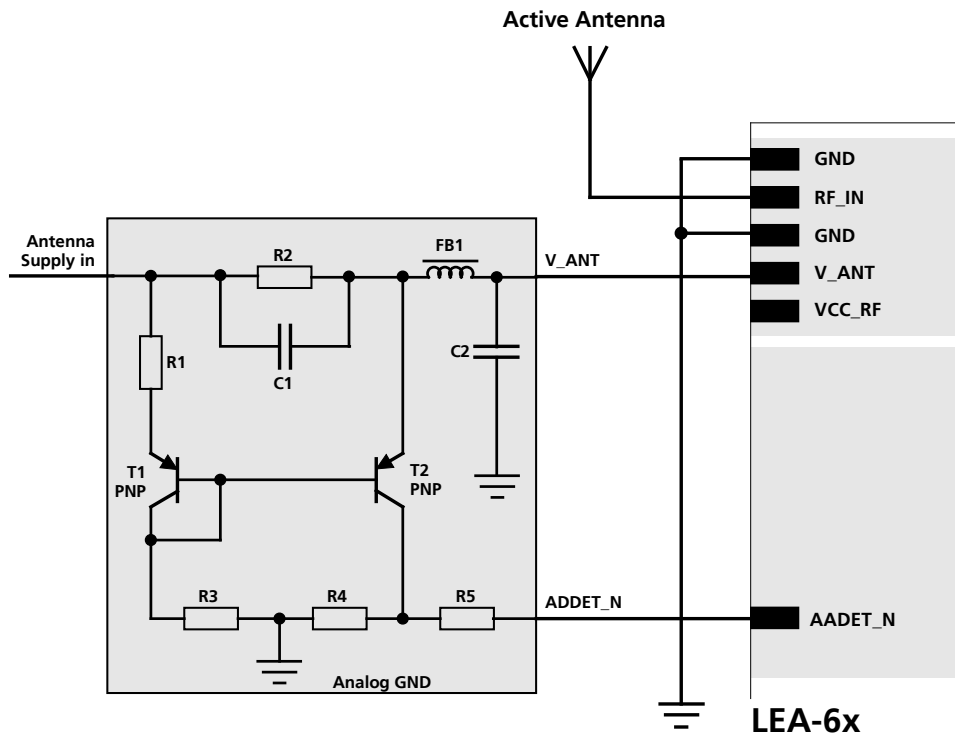 Active Antenna
GND
RF_IN
GND
V_ANT
VCC_RF
Antenna
Supply in
R2
FB1
V_ANT
R1
C1
C2
T1
PNP
T2
PNP
R3
R4
R5
ADDET_N
AADET_N
Analog GND
LEA-6x